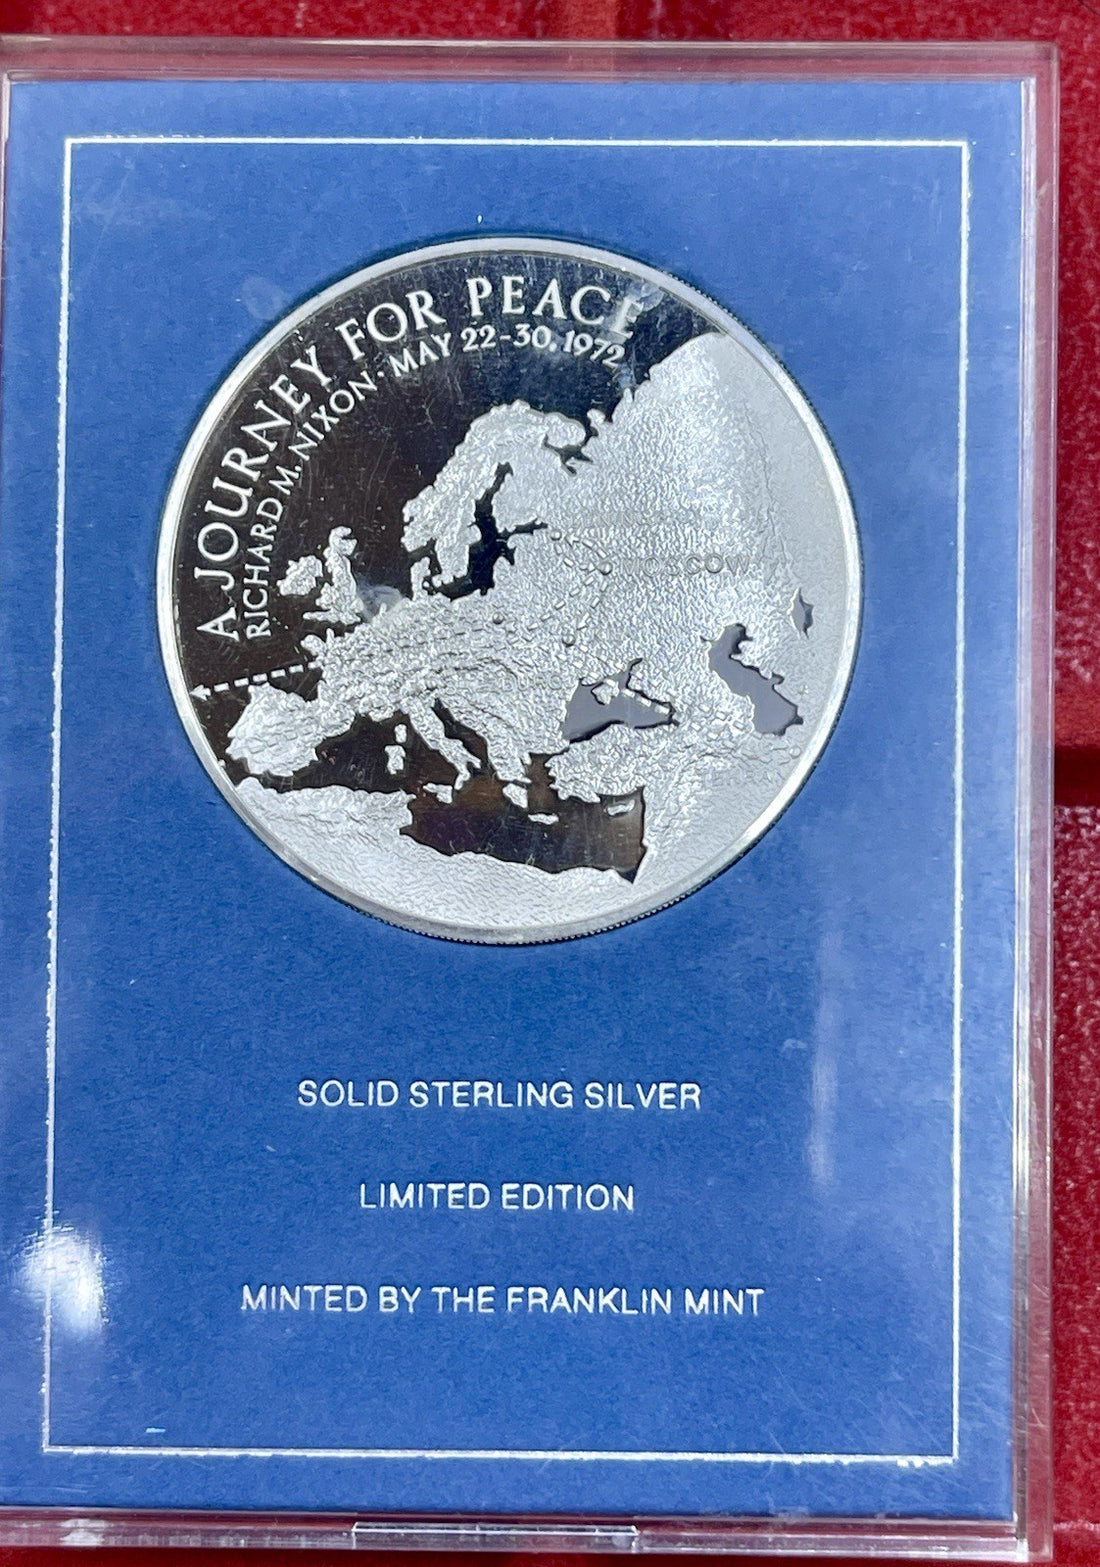 A JOURNEY FOR PEACE
RICHARD M. NIXON · MAY 22-30, 1972
MOSCOW
SOLID STERLING SILVER
LIMITED EDITION
MINTED BY THE FRANKLIN MINT